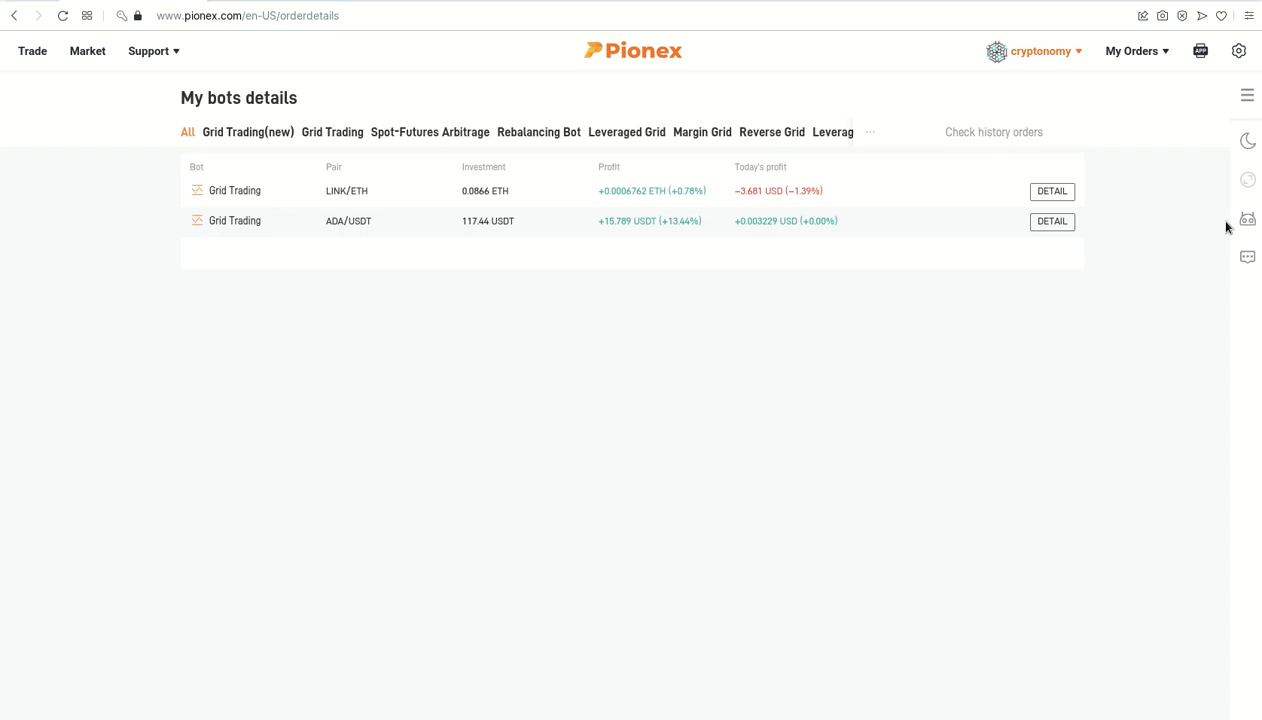 www.pionex.com/en-US/orderdetails
Trade Market Support Pionex cryptonomy My Orders APP
My bots details
All Grid Trading(new) Grid Trading Spot-Futures Arbitrage Rebalancing Bot Leveraged Grid Margin Grid Reverse Grid Leverag ... Check history orders
Bot Pair Investment Profit Today's profit
Grid Trading LINK/ETH 0.0866 ETH +0.0006762 ETH (+0.78%) −3.681 USD (−1.39%) DETAIL
Grid Trading ADA/USDT 117.44 USDT +15.789 USDT (+13.44%) +0.003229 USD (+0.00%) DETAIL